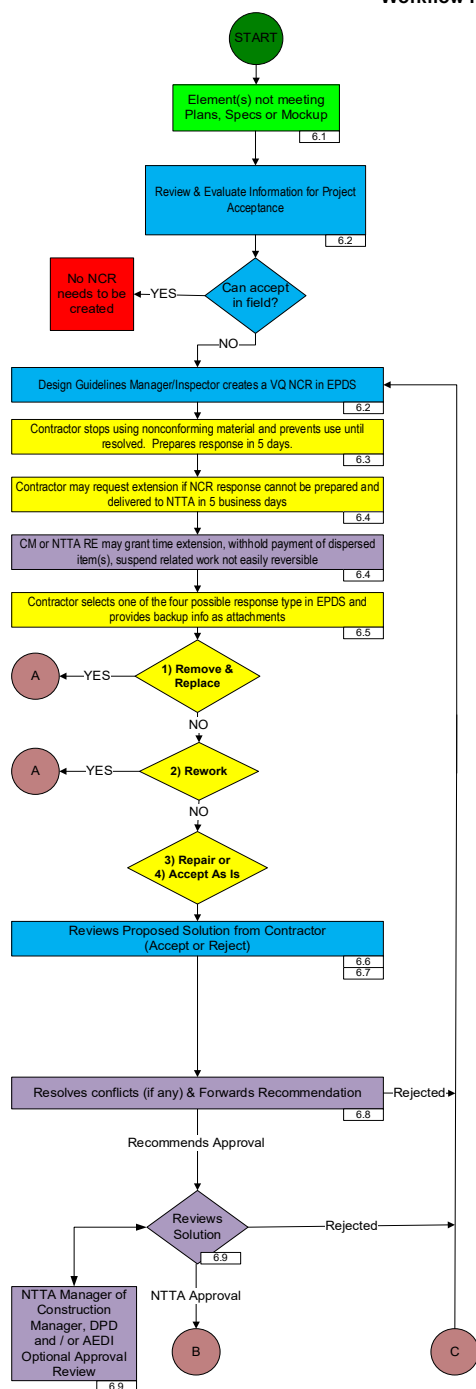 START
Element(s) not meeting
Plans, Specs or Mockup
6.1
Review & Evaluate Information for Project
Acceptance
6.2
Can accept
in field?
YES
No NCR
needs to be
created
NO
Design Guidelines Manager/Inspector creates a VQ NCR in EPDS
6.2
Contractor stops using nonconforming material and prevents use until
resolved.  Prepares response in 5 days.
6.3
Contractor may request extension if NCR response cannot be prepared and
delivered to NTTA in 5 business days
6.4
CM or NTTA RE may grant time extension, withhold payment of dispersed
item(s), suspend related work not easily reversible
6.4
Contractor selects one of the four possible response type in EPDS and
provides backup info as attachments
6.5
1) Remove &
Replace
YES
A
NO
2) Rework
YES
A
NO
3) Repair or
4) Accept As Is
Reviews Proposed Solution from Contractor
(Accept or Reject)
6.6
6.7
Resolves conflicts (if any) & Forwards Recommendation
Rejected
6.8
Recommends Approval
Reviews
Solution
Rejected
6.9
NTTA Approval
NTTA Manager of
Construction
Manager, DPD
and / or AEDI
Optional Approval
Review
6.9
B
C